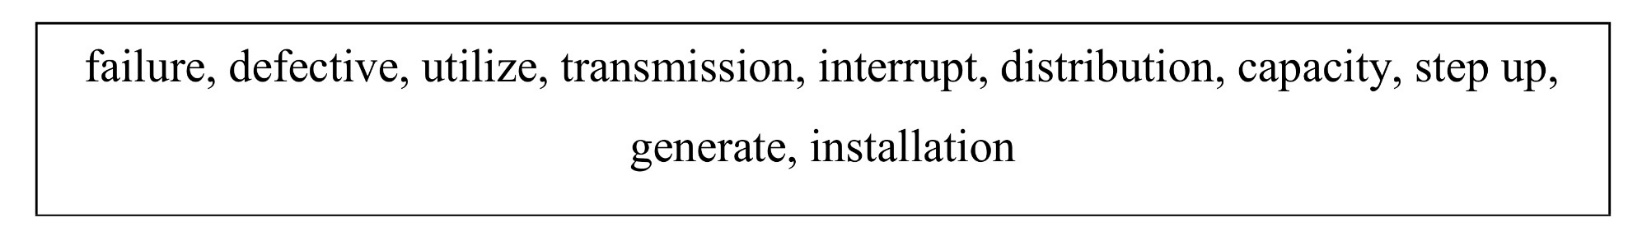 failure, defective, utilize, transmission, interrupt, distribution, capacity, step up,
generate, installation